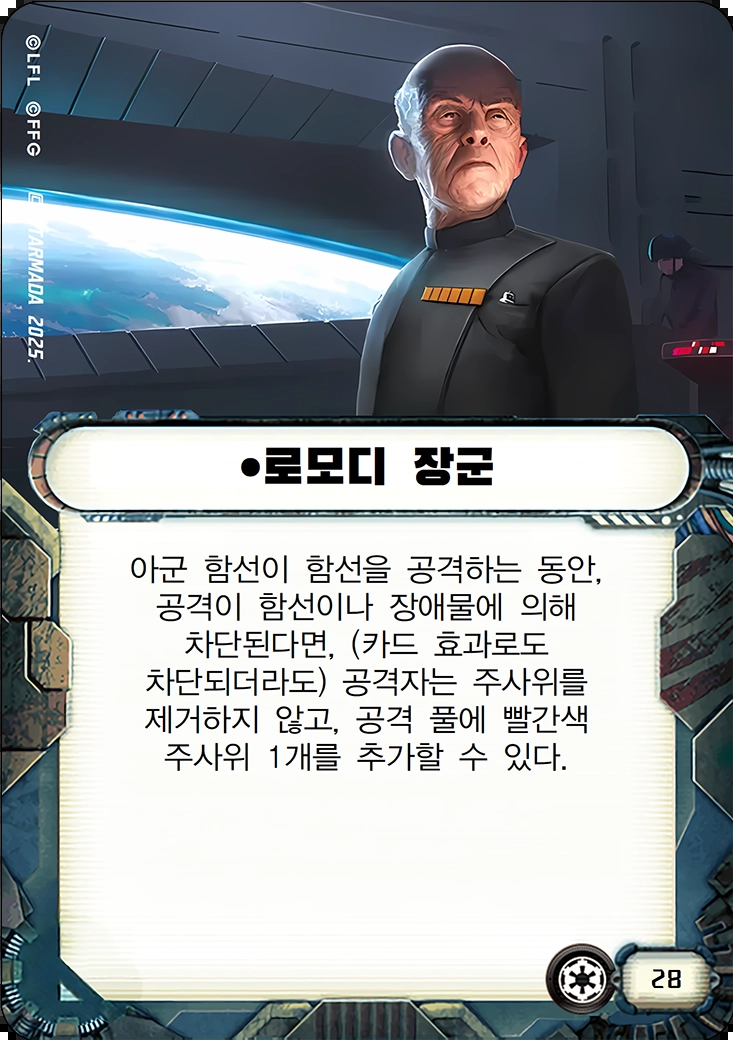 ©LFL ©FFG
ARMADA 2025.
•로모디 장군
아군 함선이 함선을 공격하는 동안,
공격이 함선이나 장애물에 의해
차단된다면, (카드 효과로도
차단되더라도) 공격자는 주사위를
제거하지 않고, 공격 풀에 빨간색
주사위 1개를 추가할 수 있다.
28